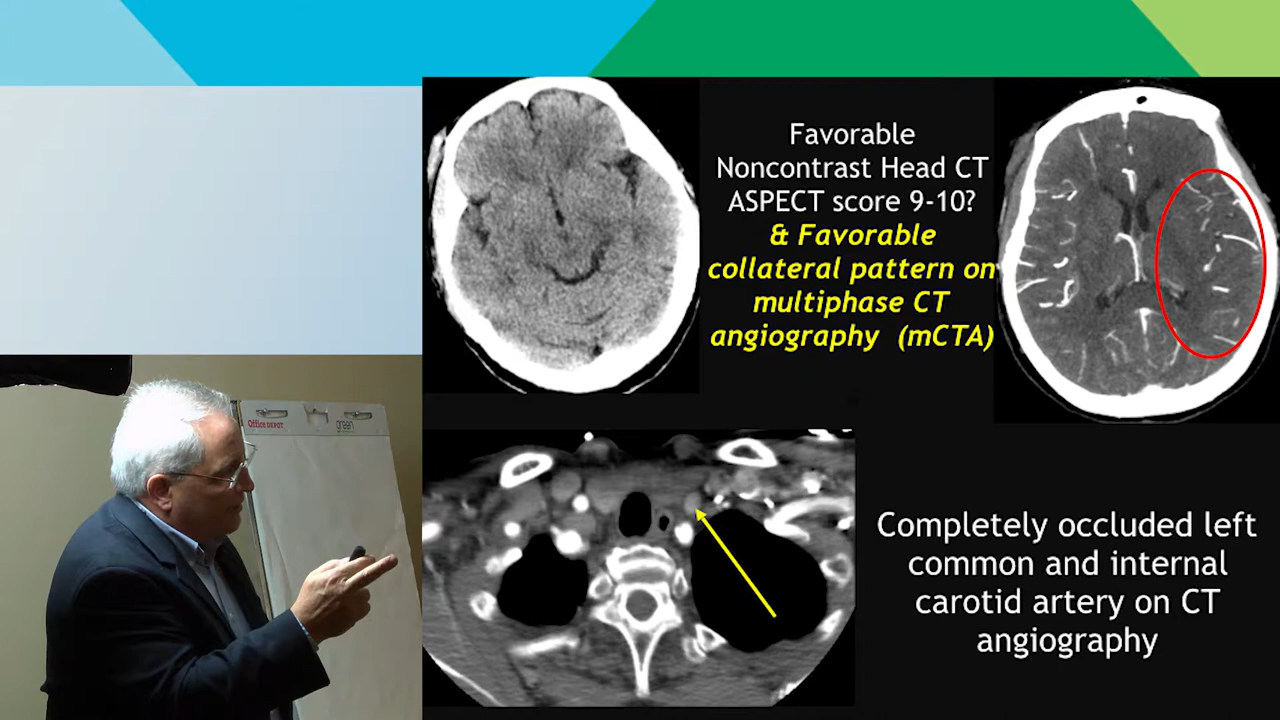 Favorable
Noncontrast Head CT
ASPECT score 9-10?
& Favorable
collateral pattern on
multiphase CT
angiography (mCTA)
Office DEPOT
green
Completely occluded left
common and internal
carotid artery on CT
angiography